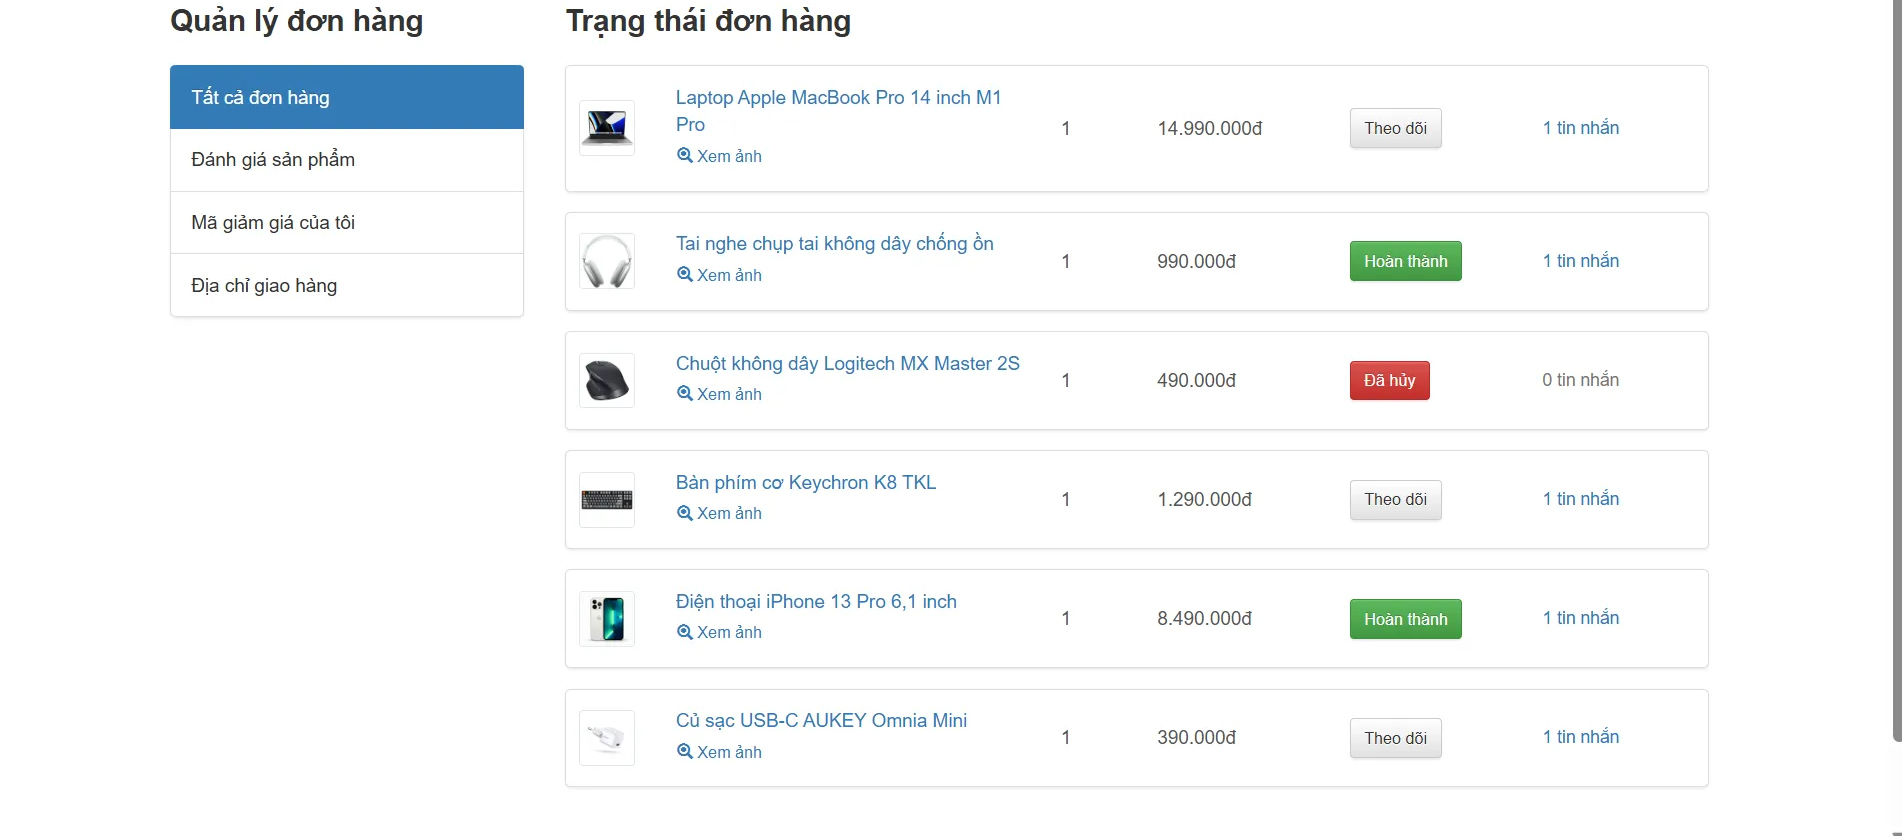 Quản lý đơn hàng
Tất cả đơn hàng
Đánh giá sản phẩm
Mã giảm giá của tôi
Địa chỉ giao hàng
Trạng thái đơn hàng
Laptop Apple MacBook Pro 14 inch M1
Pro
Xem ảnh
1
14.990.000đ
Theo dõi
1 tin nhắn
Tai nghe chụp tai không dây chống ồn
Xem ảnh
1
990.000đ
Hoàn thành
1 tin nhắn
Chuột không dây Logitech MX Master 2S
Xem ảnh
1
490.000đ
Đã hủy
0 tin nhắn
Bàn phím cơ Keychron K8 TKL
Xem ảnh
1
1.290.000đ
Theo dõi
1 tin nhắn
Điện thoại iPhone 13 Pro 6,1 inch
Xem ảnh
1
8.490.000đ
Hoàn thành
1 tin nhắn
Củ sạc USB-C AUKEY Omnia Mini
Xem ảnh
1
390.000đ
Theo dõi
1 tin nhắn